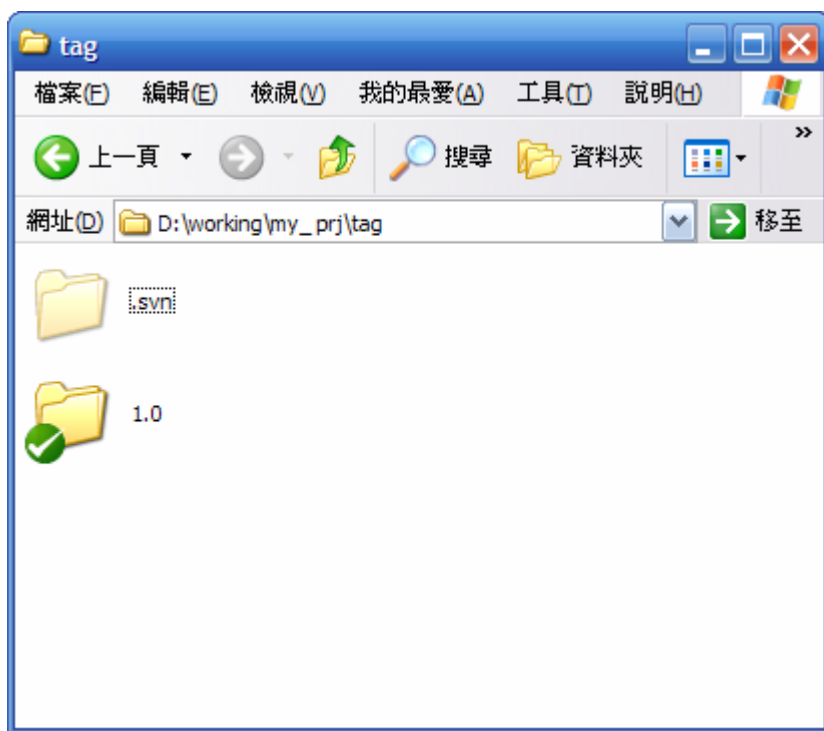 tag
檔案(F) 編輯(E) 檢視(V) 我的最愛(A) 工具(T) 說明(H)
上一頁 搜尋 資料夾 »
網址(D) D:\working\my_prj\tag 移至
.svn
1.0